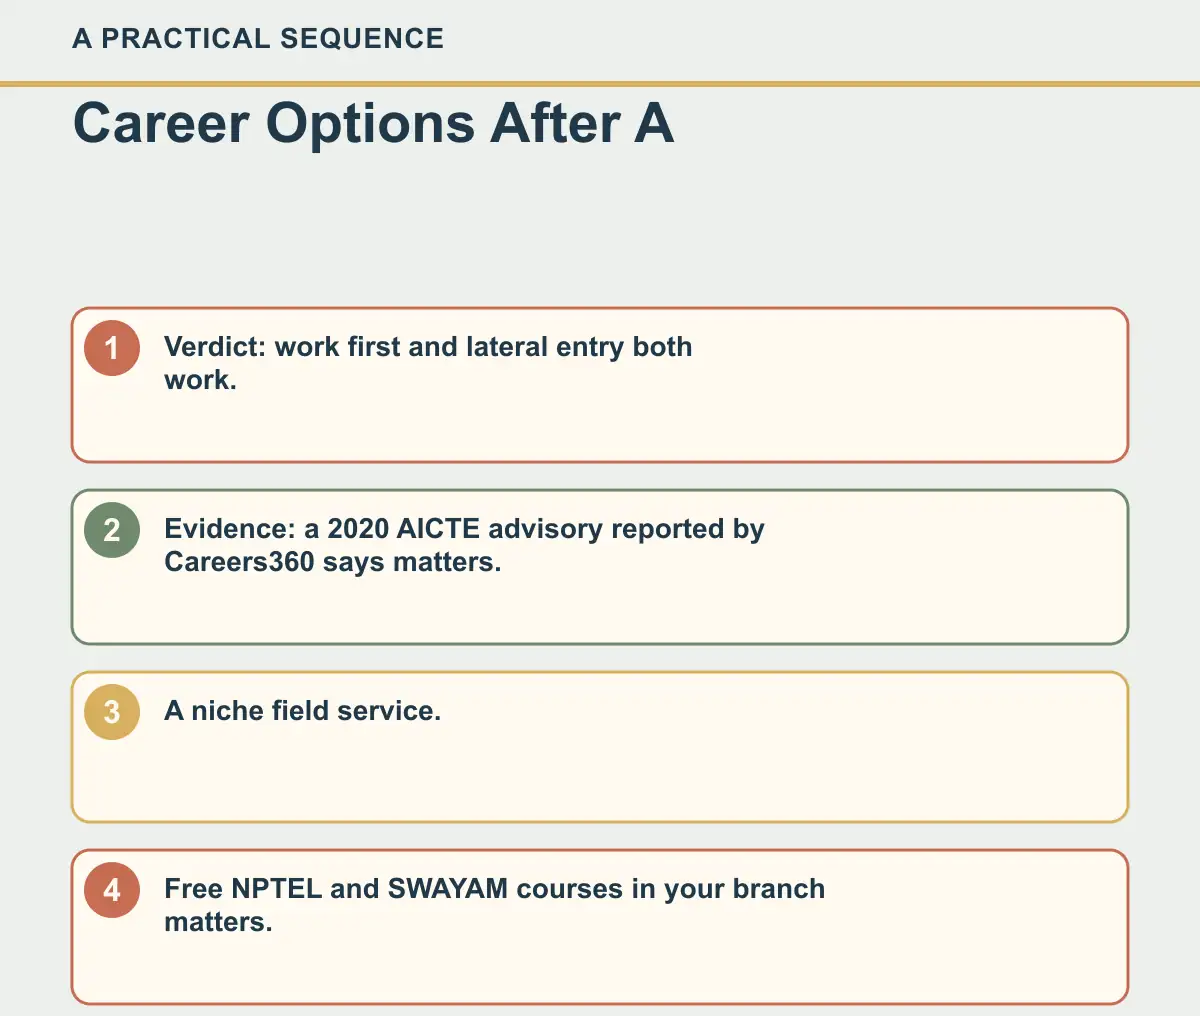 A PRACTICAL SEQUENCE
Career Options After A
1
Verdict: work first and lateral entry both
work.
2
Evidence: a 2020 AICTE advisory reported by
Careers360 says matters.
3
A niche field service.
4
Free NPTEL and SWAYAM courses in your branch
matters.